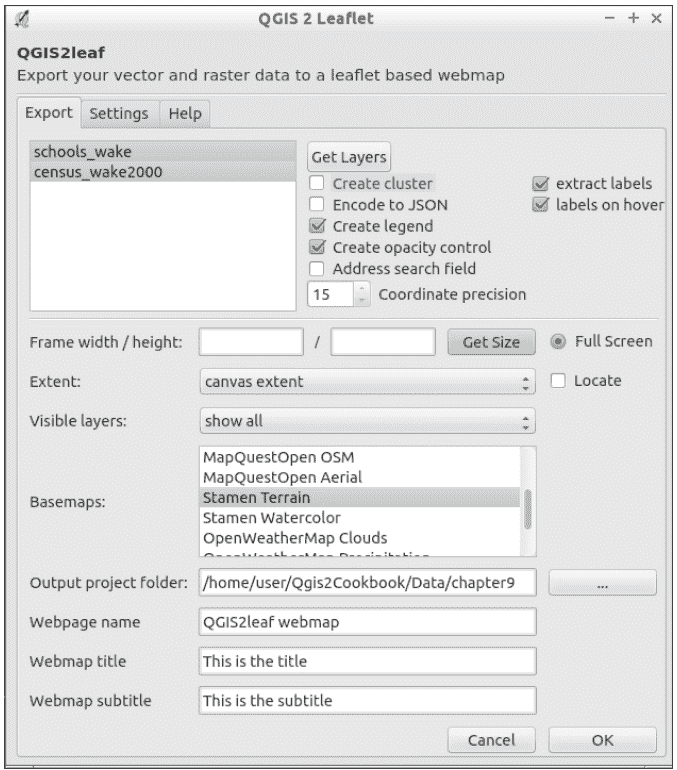 QGIS 2 Leaflet
QGIS2leaf
Export your vector and raster data to a leaflet based webmap
Export Settings Help
schools_wake
census_wake2000
Get Layers
Create cluster
extract labels
Encode to JSON
labels on hover
Create legend
Create opacity control
Address search field
15 Coordinate precision
Frame width / height: / Get Size Full Screen
Extent: canvas extent Locate
Visible layers: show all
Basemaps:
MapQuestOpen OSM
MapQuestOpen Aerial
Stamen Terrain
Stamen Watercolor
OpenWeatherMap Clouds
OpenWeatherMap Precipitation
Output project folder: /home/user/Qgis2Cookbook/Data/chapter9 ...
Webpage name QGIS2leaf webmap
Webmap title This is the title
Webmap subtitle This is the subtitle
Cancel OK